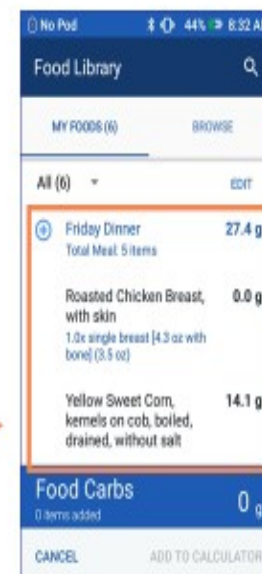 No Pod 44% 8:32 AM
Food Library
MY FOODS (6) BROWSE
All (6) EDIT
Friday Dinner 27.4 g
Total Meal: 5 items
Roasted Chicken Breast, 0.0 g
with skin
1.0x single breast [4.3 oz with
bone] (3.5 oz)
Yellow Sweet Corn, 14.1 g
kernels on cob, boiled,
drained, without salt
Food Carbs 0 g
0 items added
CANCEL ADD TO CALCULATOR